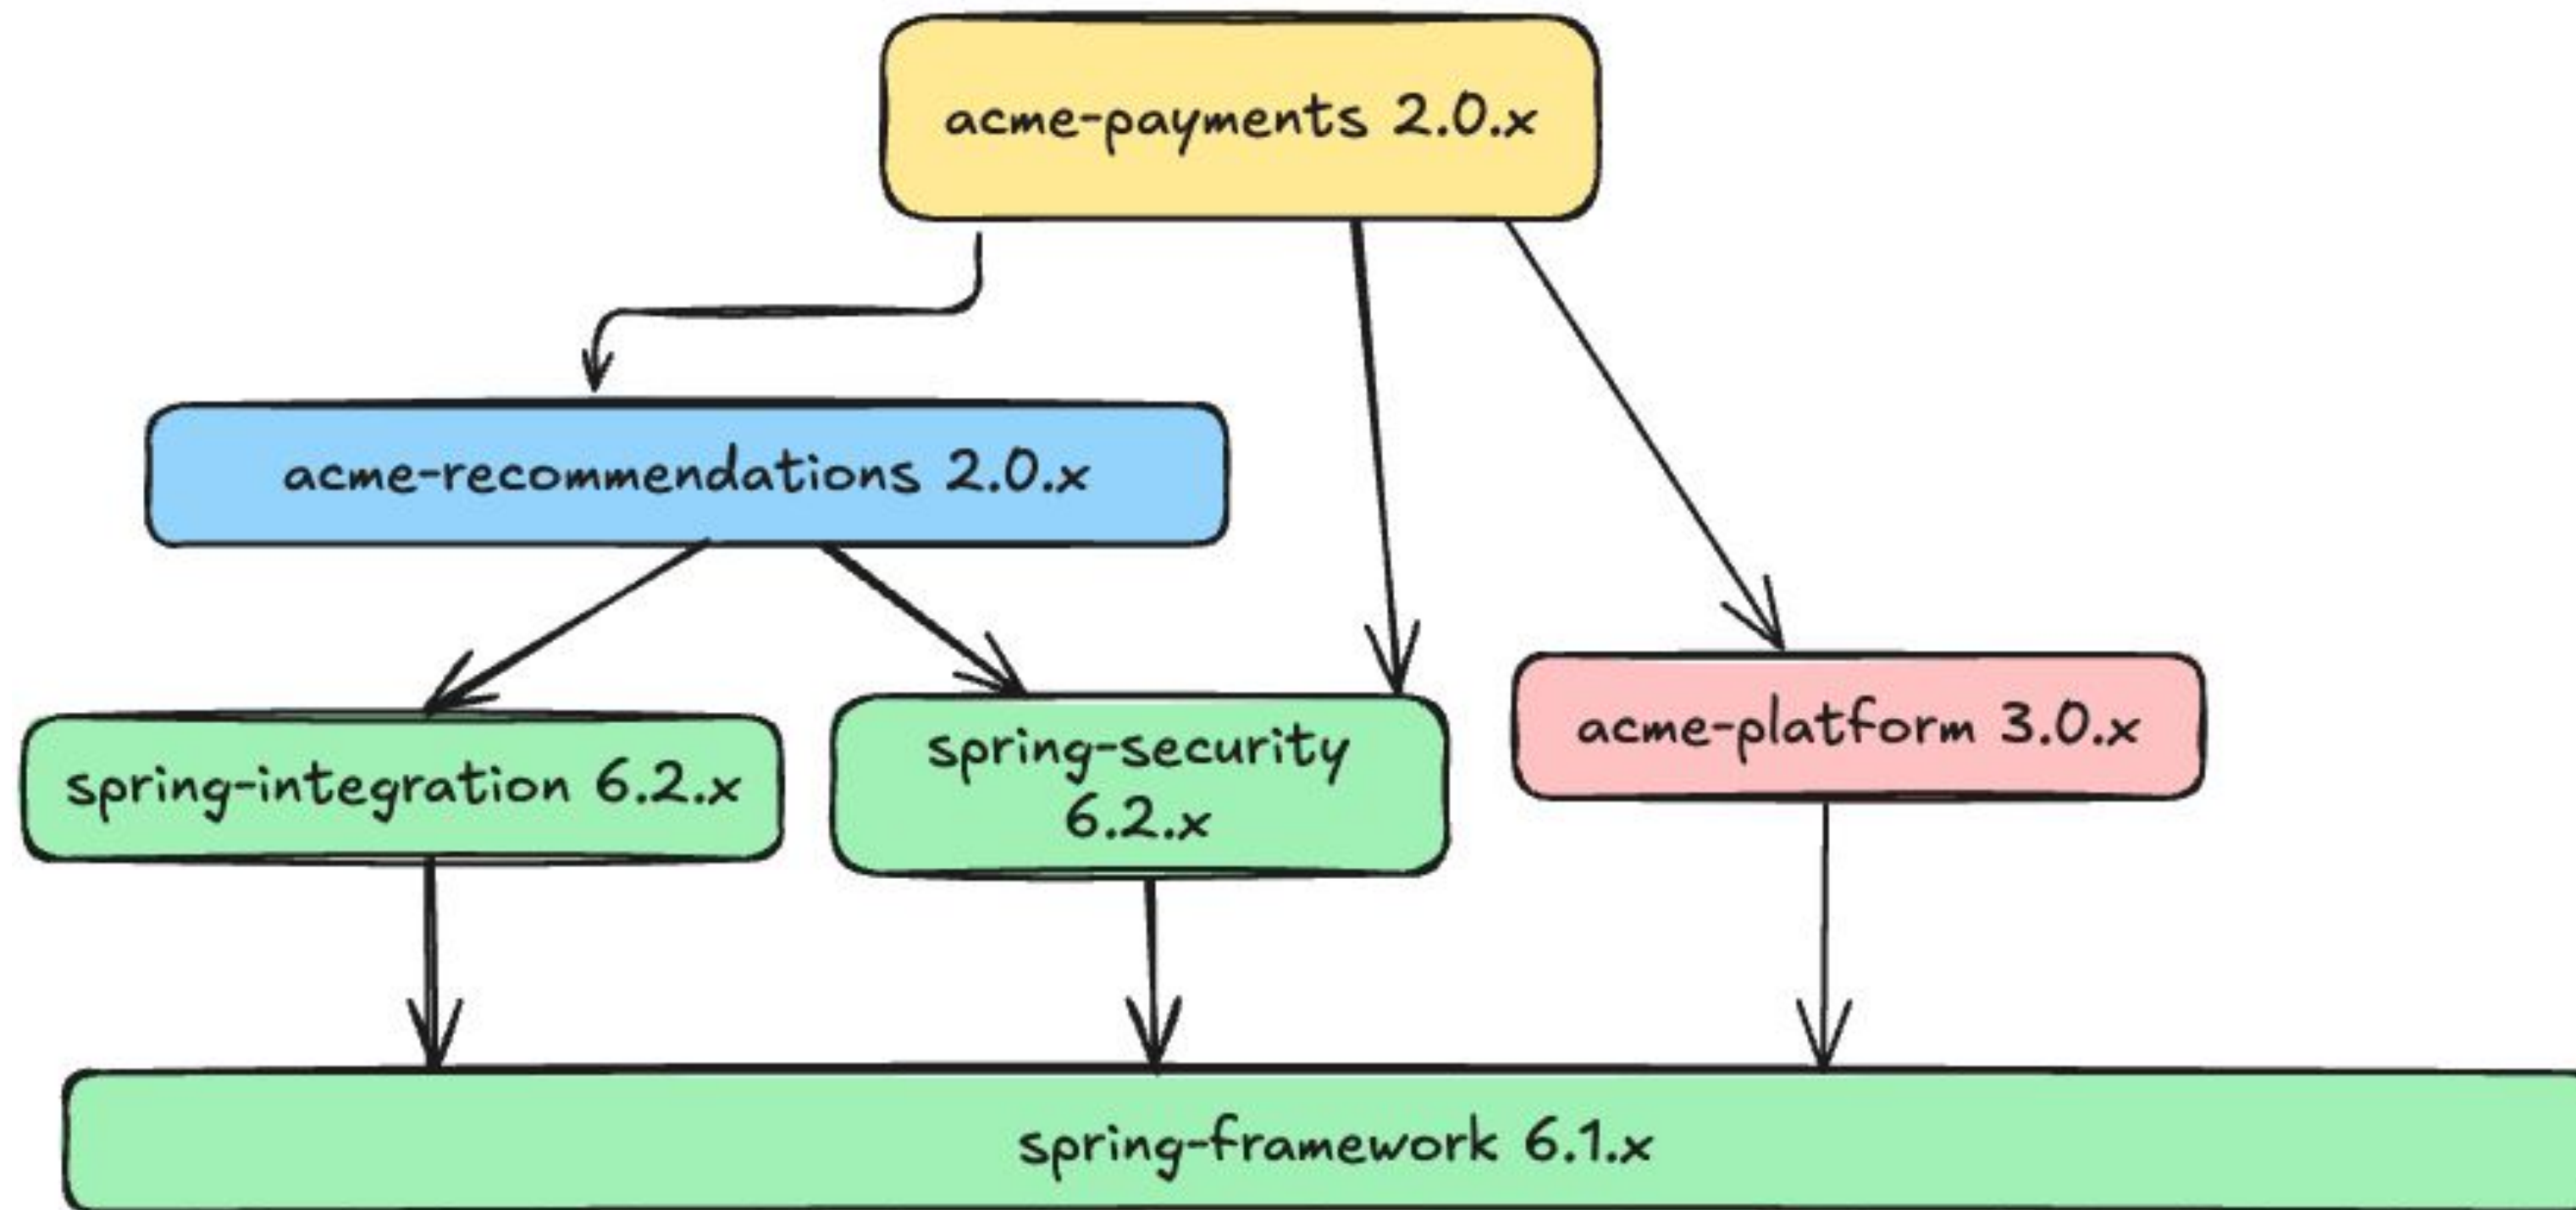 acme-payments 2.0.x
acme-recommendations 2.0.x
spring-integration 6.2.x
spring-security
6.2.x
acme-platform 3.0.x
spring-framework 6.1.x